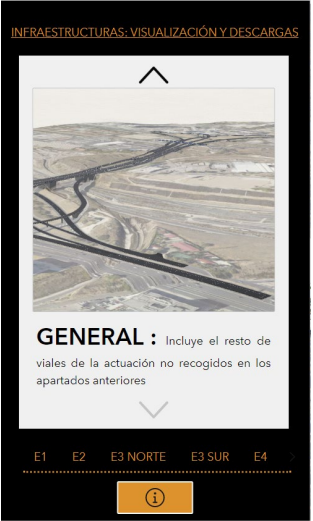 INFRAESTRUCTURAS: VISUALIZACIÓN Y DESCARGAS
GENERAL : Incluye el resto de
viales de la actuación no recogidos en los
apartados anteriores
E1 E2 E3 NORTE E3 SUR E4